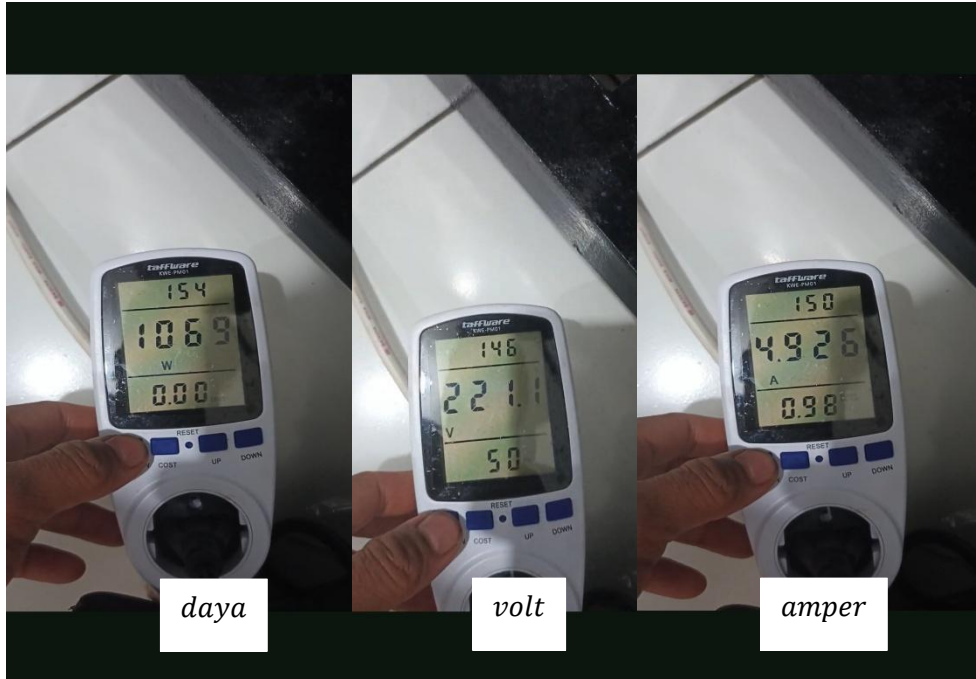 taffware
KWE-PM01
154
1069
W
0.00
RESET
COST
UP
DOWN
daya
taffware
KWE-PM01
146
221.1
V
50
RESET
COST
UP
DOWN
volt
taffware
KWE-PM01
150
4.926
A
0.98
RESET
COST
UP
DOWN
amper